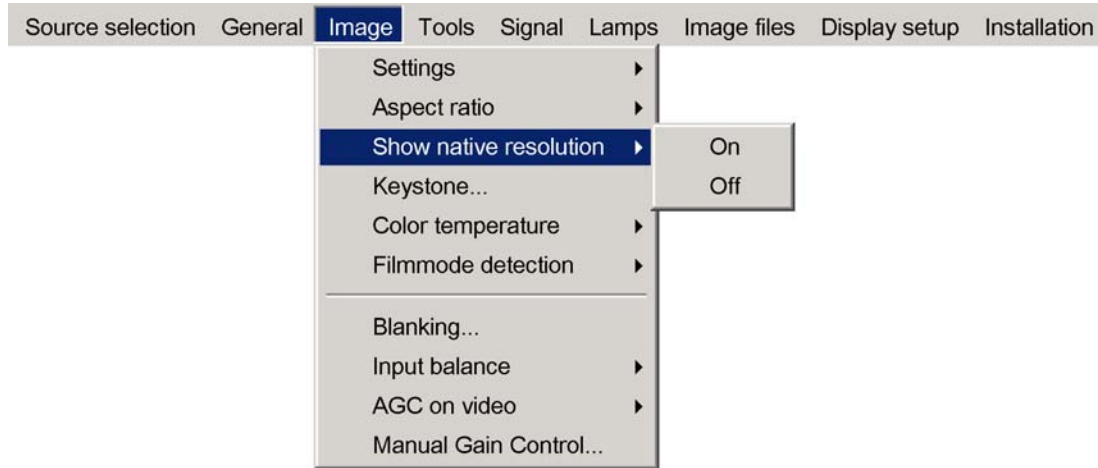 Source selection General Image Tools Signal Lamps Image files Display setup Installation
Settings
Aspect ratio
Show native resolution
On
Off
Keystone...
Color temperature
Filmmode detection
Blanking...
Input balance
AGC on video
Manual Gain Control...